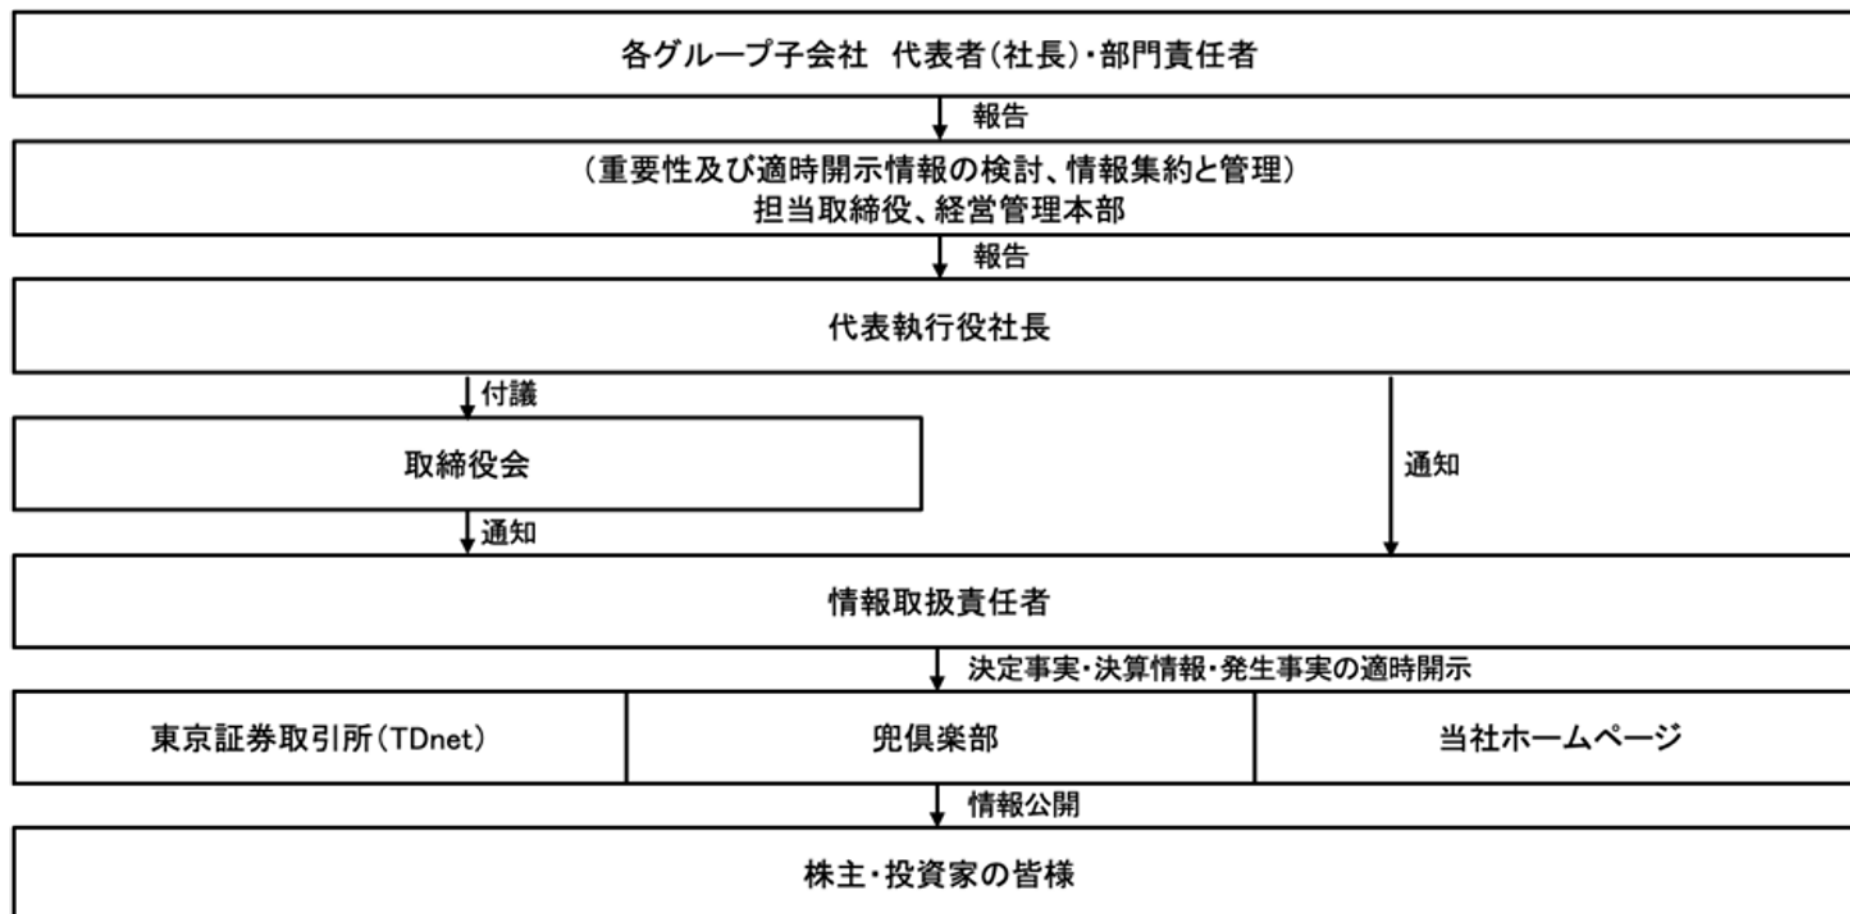 各グループ子会社　代表者（社長）・部門責任者
報告
（重要性及び適時開示情報の検討、情報集約と管理）
担当取締役、経営管理本部
報告
代表執行役社長
付議
取締役会
通知
通知
情報取扱責任者
決定事実・決算情報・発生事実の適時開示
東京証券取引所（TDnet）
兜倶楽部
当社ホームページ
情報公開
株主・投資家の皆様